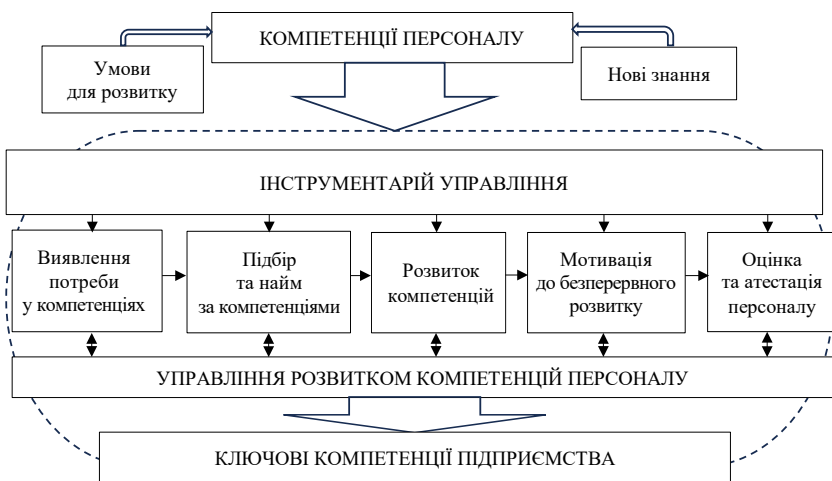 КОМПЕТЕНЦІЇ ПЕРСОНАЛУ
Умови
для розвитку
Нові знання
ІНСТРУМЕНТАРІЙ УПРАВЛІННЯ
Виявлення
потреби
у компетенціях
Підбір
та найм
за компетенціями
Розвиток
компетенцій
Мотивація
до безперервного
розвитку
Оцінка
та атестація
персоналу
УПРАВЛІННЯ РОЗВИТКОМ КОМПЕТЕНЦІЙ ПЕРСОНАЛУ
КЛЮЧОВІ КОМПЕТЕНЦІЇ ПІДПРИЄМСТВА